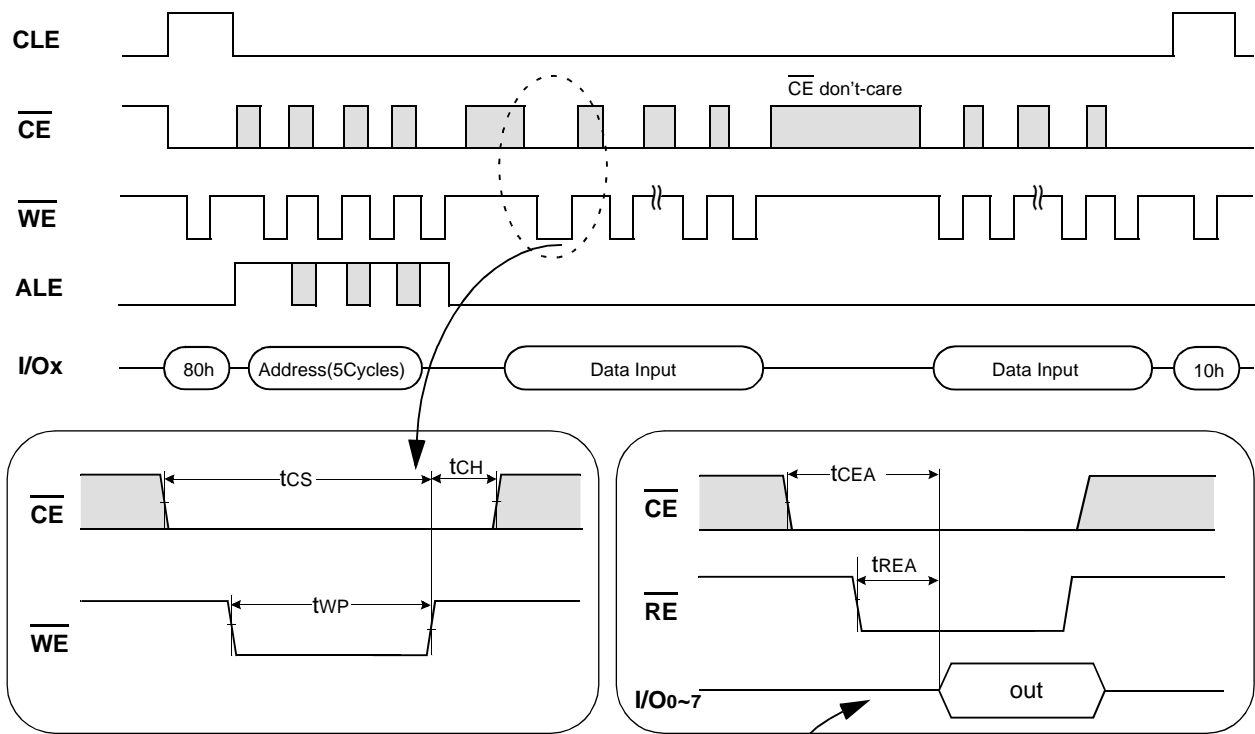 CLE
CE don't-care
CE
WE
ALE
I/Ox
80h
Address(5Cycles)
Data Input
Data Input
10h
tCS
tCH
CE
tWP
WE
tCEA
CE
tREA
RE
I/O0~7
out